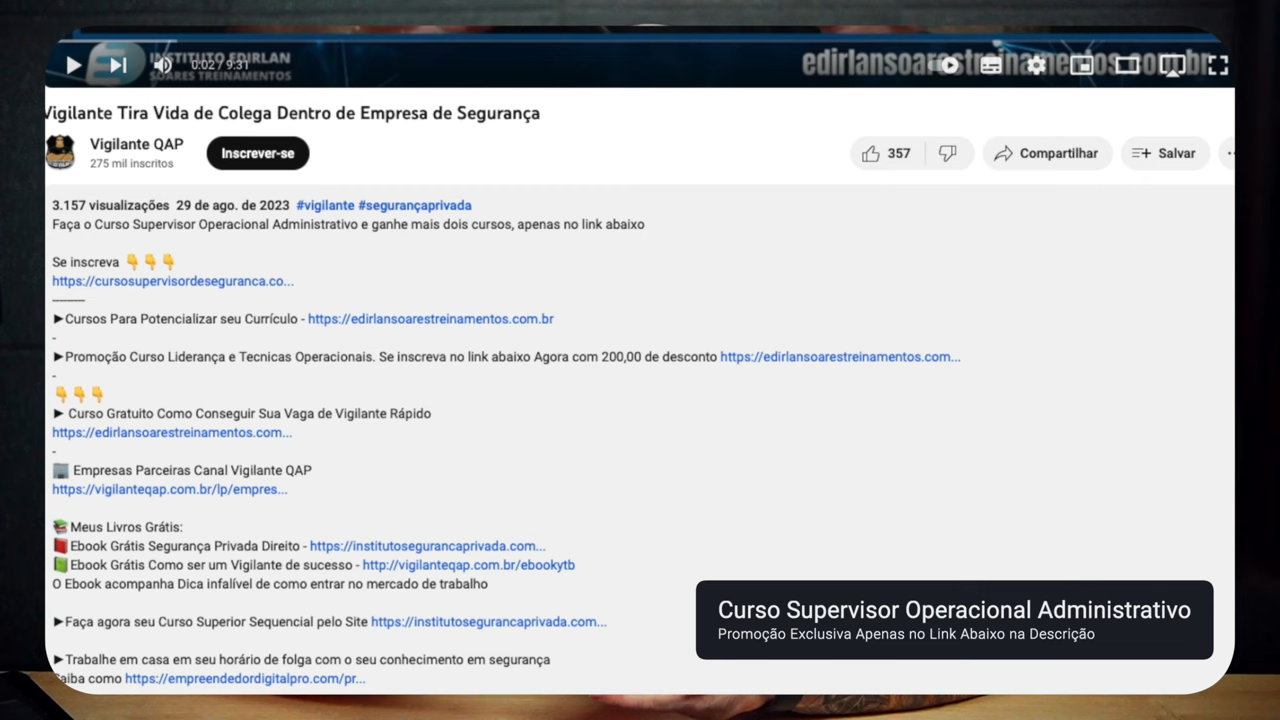 INSTITUTO EDIRLAN
SOARES TREINAMENTOS
0:02 / 9:31
edirlansoarestreinamentos.com.br
Vigilante Tira Vida de Colega Dentro de Empresa de Segurança
Vigilante QAP
275 mil inscritos
Inscrever-se
357
Compartilhar
Salvar
3.157 visualizações 29 de ago. de 2023 #vigilante #segurançaprivada
Faça o Curso Supervisor Operacional Administrativo e ganhe mais dois cursos, apenas no link abaixo
Se inscreva 👇👇👇
https://cursosupervisordeseguranca.co...
----------
►Cursos Para Potencializar seu Currículo - https://edirlansoarestreinamentos.com.br
-
►Promoção Curso Liderança e Tecnicas Operacionais. Se inscreva no link abaixo Agora com 200,00 de desconto https://edirlansoarestreinamentos.com...
-
👇👇👇
► Curso Gratuito Como Conseguir Sua Vaga de Vigilante Rápido
https://edirlansoarestreinamentos.com...
-
🏢 Empresas Parceiras Canal Vigilante QAP
https://vigilanteqap.com.br/lp/empres...
📚 Meus Livros Grátis:
📕 Ebook Grátis Segurança Privada Direito - https://institutosegurancaprivada.com...
📗 Ebook Grátis Como ser um Vigilante de sucesso - http://vigilanteqap.com.br/ebookytb
O Ebook acompanha Dica infalível de como entrar no mercado de trabalho
►Faça agora seu Curso Superior Sequencial pelo Site https://institutosegurancaprivada.com...
►Trabalhe em casa em seu horário de folga com o seu conhecimento em segurança
Saiba como https://empreendedordigitalpro.com/pr...
Curso Supervisor Operacional Administrativo
Promoção Exclusiva Apenas no Link Abaixo na Descrição